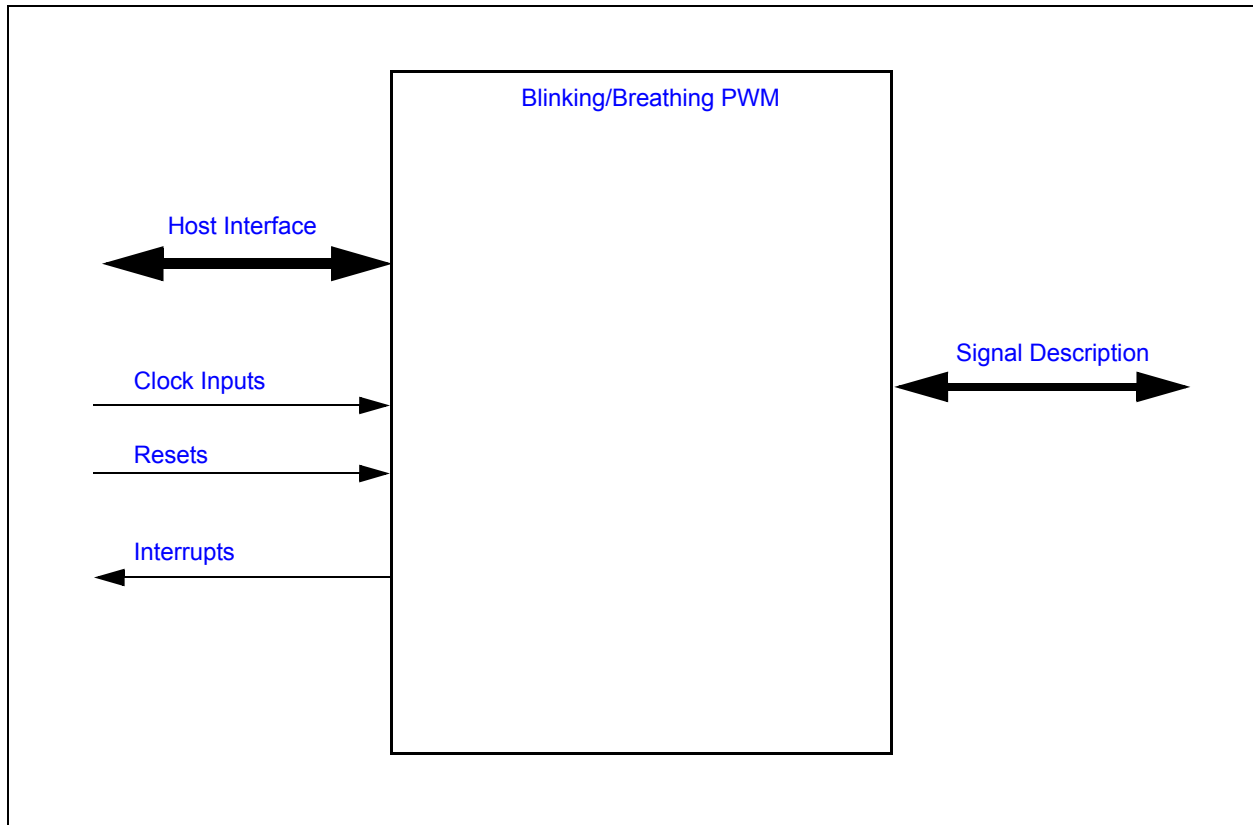 Blinking/Breathing PWM
Host Interface
Signal Description
Clock Inputs
Resets
Interrupts